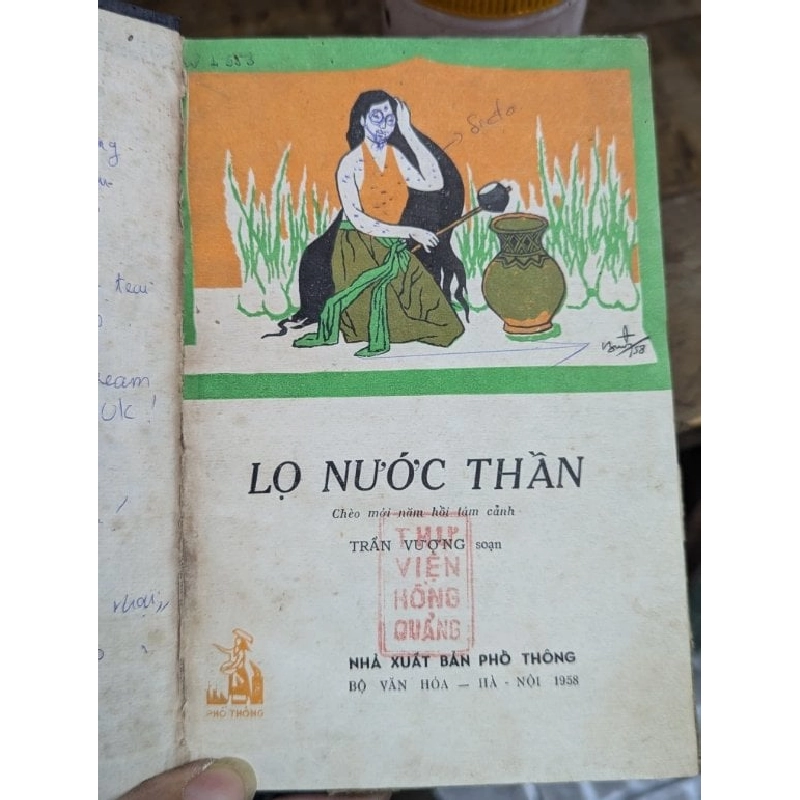 LỌ NƯỚC THẦN
Chèo mới năm hồi tám cảnh
TRẦN VƯỢNG soạn
THƯ
VIỆN
HỒNG
QUẢNG
NHÀ XUẤT BẢN PHỔ THÔNG
BỘ VĂN HÓA — HÀ - NỘI 1958
PHỔ THÔNG